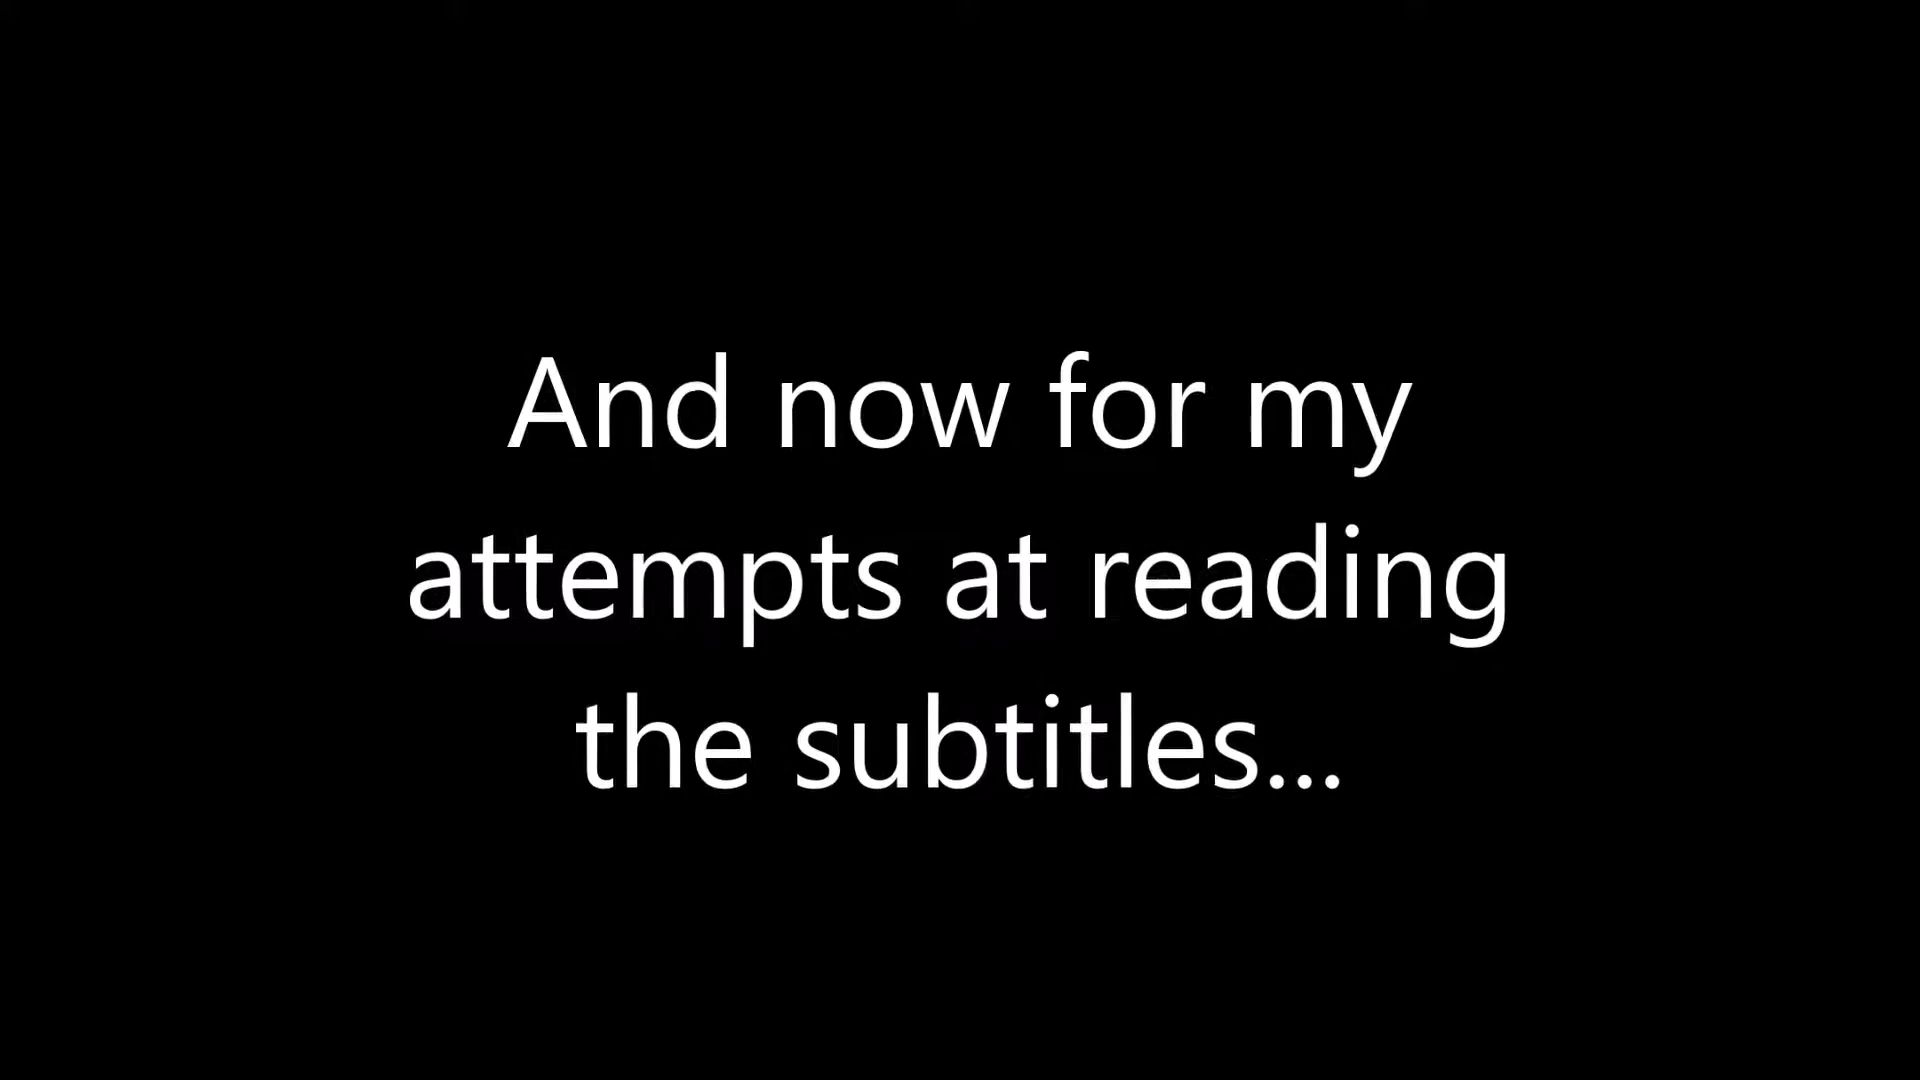 And now for my
attempts at reading
the subtitles...